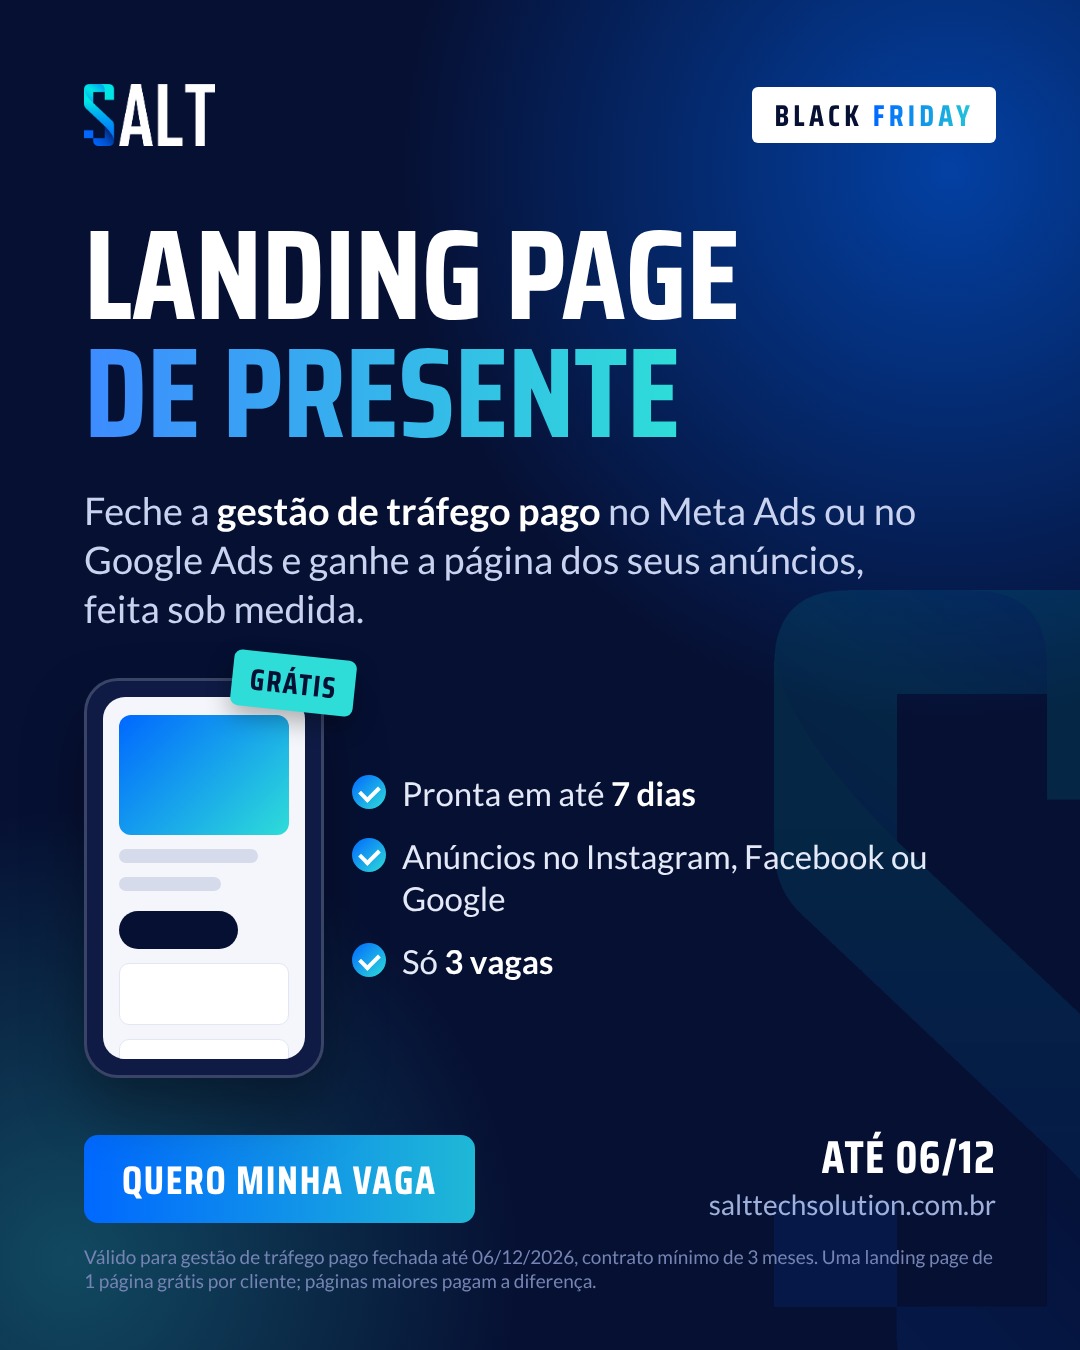 SALT
BLACK FRIDAY
LANDING PAGE
DE PRESENTE
Feche a gestão de tráfego pago no Meta Ads ou no
Google Ads e ganhe a página dos seus anúncios,
feita sob medida.
GRÁTIS
Pronta em até 7 dias
Anúncios no Instagram, Facebook ou
Google
Só 3 vagas
QUERO MINHA VAGA
ATÉ 06/12
salttechsolution.com.br
Válido para gestão de tráfego pago fechada até 06/12/2026, contrato mínimo de 3 meses. Uma landing page de
1 página grátis por cliente; páginas maiores pagam a diferença.